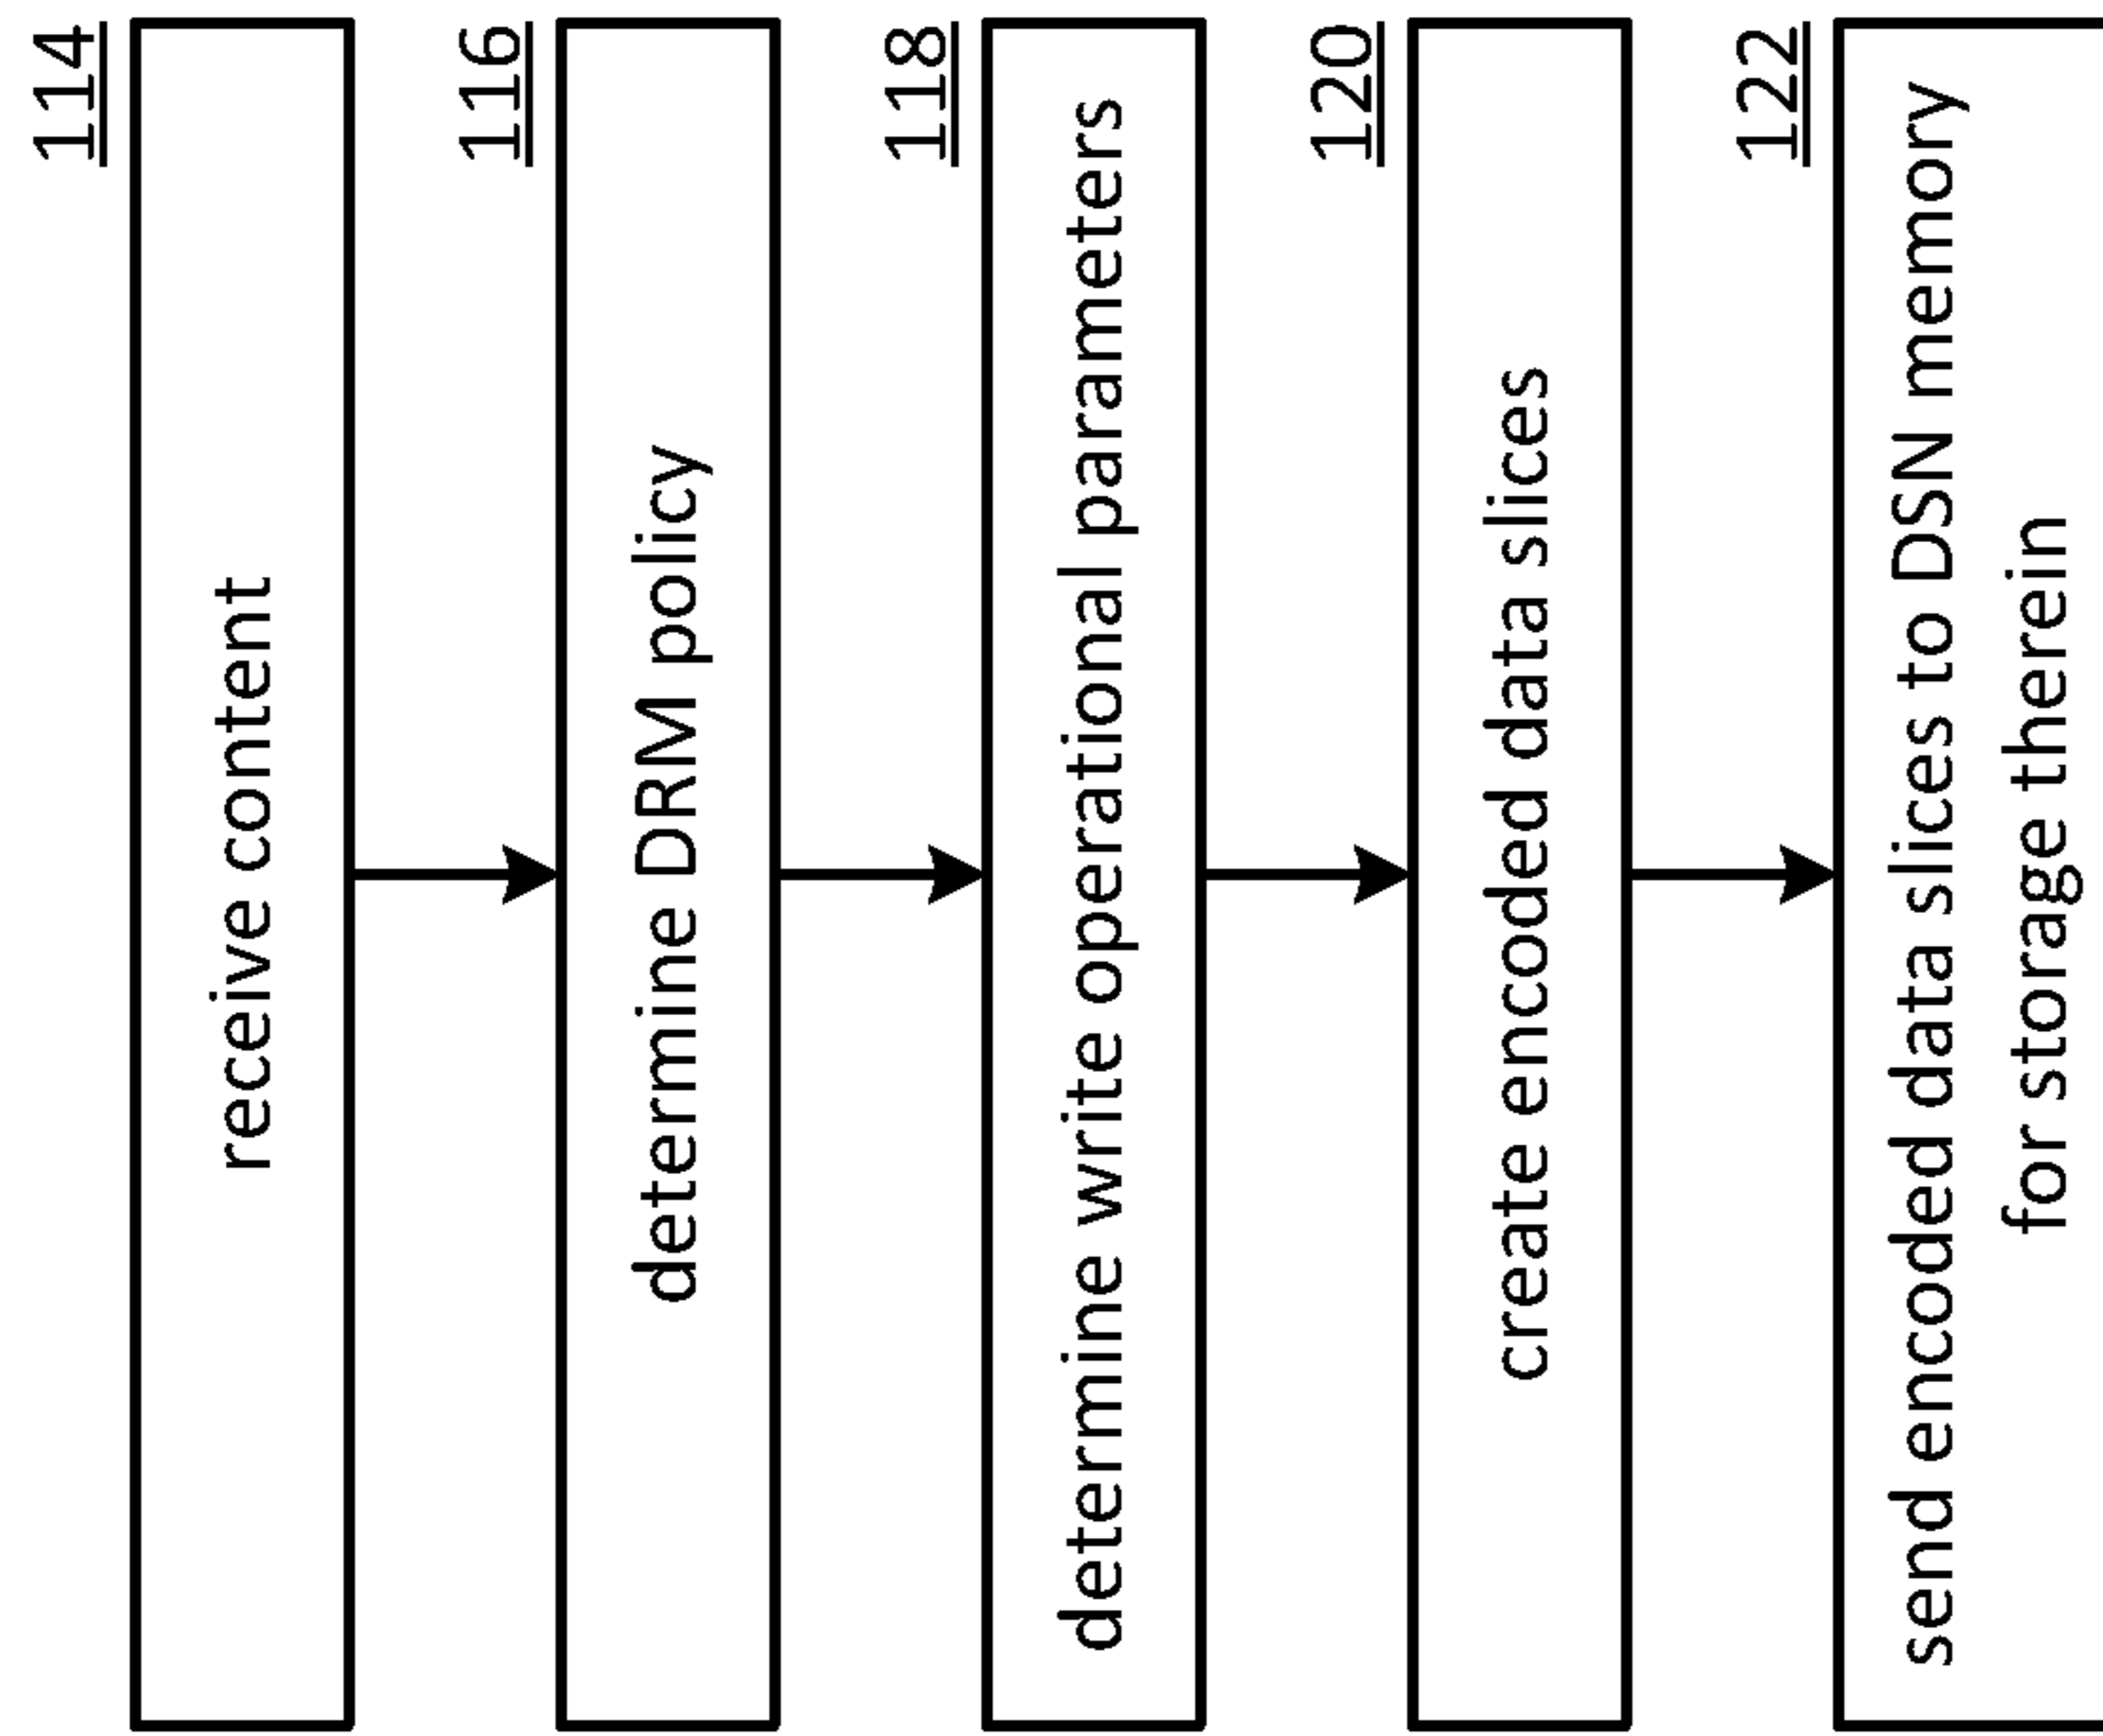 114
receive content
116
determine DRM policy
118
determine write operational parameters
120
create encoded data slices
122
send encoded data slices to DSN memory
for storage therein